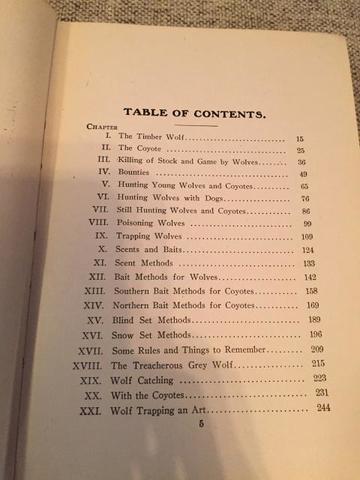 TABLE OF CONTENTS.
CHAPTER
I. The Timber Wolf 15
II. The Coyote 25
III. Killing of Stock and Game by Wolves 36
IV. Bounties 49
V. Hunting Young Wolves and Coyotes 65
VI. Hunting Wolves with Dogs 76
VII. Still Hunting Wolves and Coyotes 86
VIII. Poisoning Wolves 99
IX. Trapping Wolves 109
X. Scents and Baits 124
XI. Scent Methods 133
XII. Bait Methods for Wolves 142
XIII. Southern Bait Methods for Coyotes 158
XIV. Northern Bait Methods for Coyotes 169
XV. Blind Set Methods 189
XVI. Snow Set Methods 196
XVII. Some Rules and Things to Remember 209
XVIII. The Treacherous Grey Wolf 215
XIX. Wolf Catching 223
XX. With the Coyotes 231
XXI. Wolf Trapping an Art 244
5